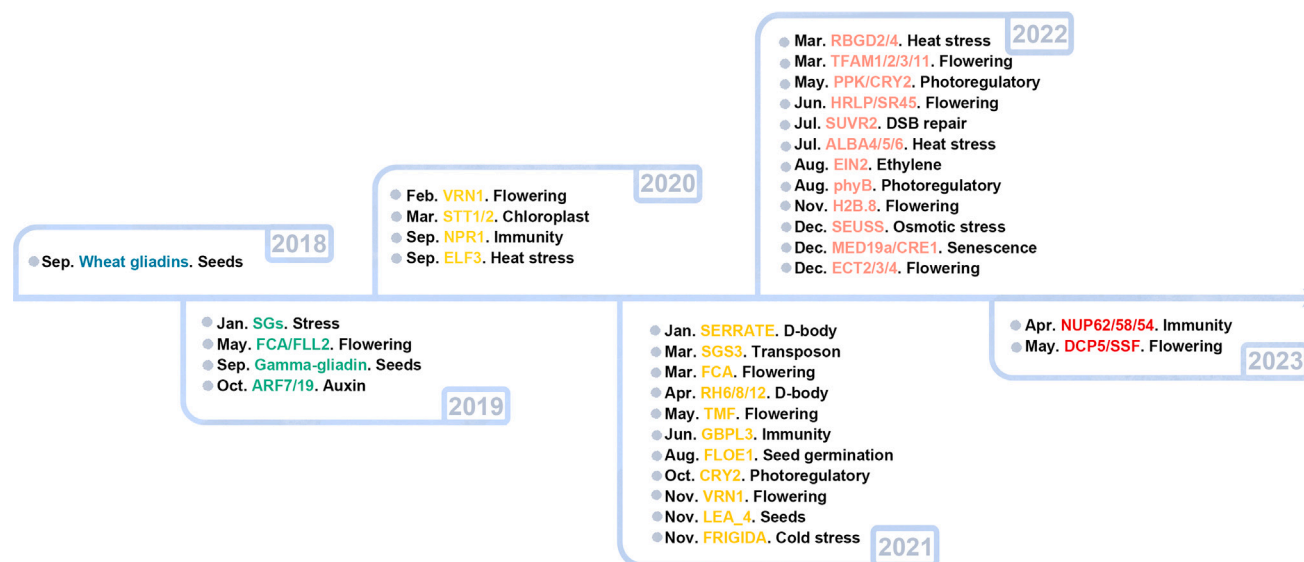 2018
Sep. Wheat gliadins. Seeds
Jan. SGs. Stress
May. FCA/FLL2. Flowering
Sep. Gamma-gliadin. Seeds
Oct. ARF7/19. Auxin
2019
2020
Feb. VRN1. Flowering
Mar. STT1/2. Chloroplast
Sep. NPR1. Immunity
Sep. ELF3. Heat stress
Jan. SERRATE. D-body
Mar. SGS3. Transposon
Mar. FCA. Flowering
Apr. RH6/8/12. D-body
May. TMF. Flowering
Jun. GBPL3. Immunity
Aug. FLOE1. Seed germination
Oct. CRY2. Photoregulatory
Nov. VRN1. Flowering
Nov. LEA_4. Seeds
Nov. FRIGIDA. Cold stress
2021
2022
Mar. RBGD2/4. Heat stress
Mar. TFAM1/2/3/11. Flowering
May. PPK/CRY2. Photoregulatory
Jun. HRLP/SR45. Flowering
Jul. SUVR2. DSB repair
Jul. ALBA4/5/6. Heat stress
Aug. EIN2. Ethylene
Aug. phyB. Photoregulatory
Nov. H2B.8. Flowering
Dec. SEUSS. Osmotic stress
Dec. MED19a/CRE1. Senescence
Dec. ECT2/3/4. Flowering
Apr. NUP62/58/54. Immunity
May. DCP5/SSF. Flowering
2023